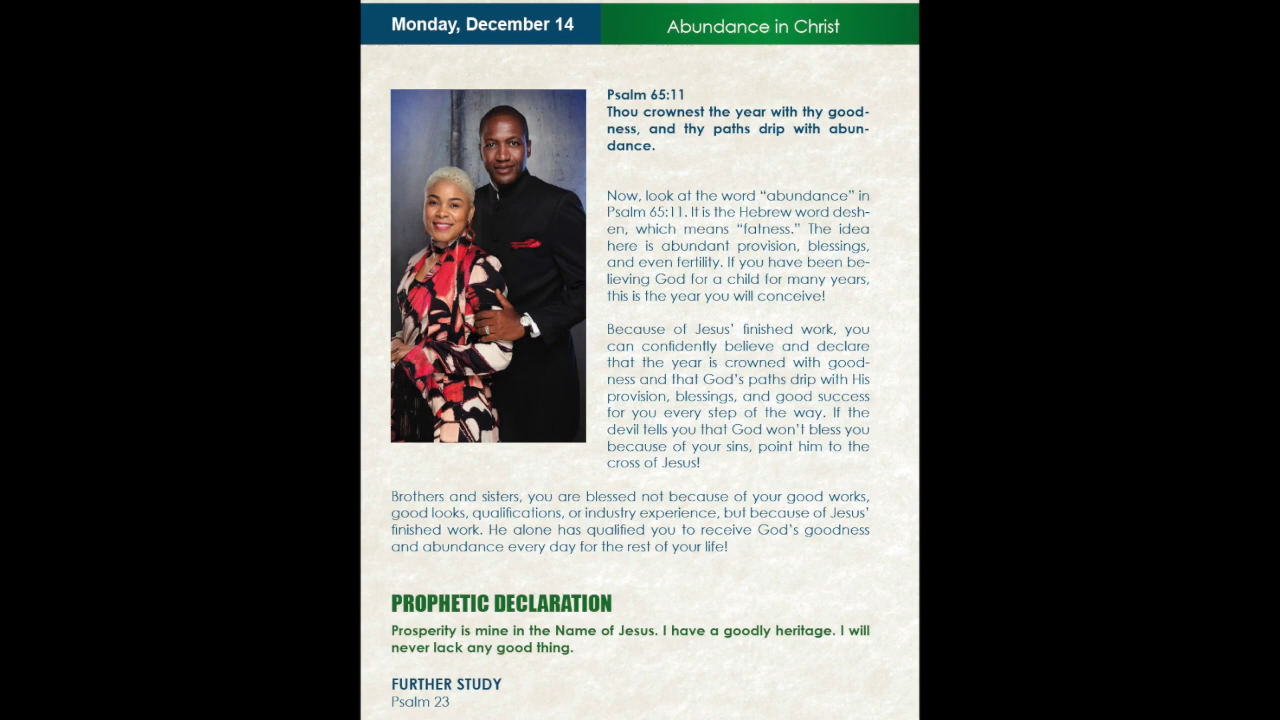 Monday, December 14
Abundance in Christ
Psalm 65:11
Thou crownest the year with thy good-
ness, and thy paths drip with abun-
dance.
Now, look at the word “abundance” in
Psalm 65:11. It is the Hebrew word desh-
en, which means “fatness.” The idea
here is abundant provision, blessings,
and even fertility. If you have been be-
lieving God for a child for many years,
this is the year you will conceive!
Because of Jesus’ finished work, you
can confidently believe and declare
that the year is crowned with good-
ness and that God’s paths drip with His
provision, blessings, and good success
for you every step of the way. If the
devil tells you that God won’t bless you
because of your sins, point him to the
cross of Jesus!
Brothers and sisters, you are blessed not because of your good works,
good looks, qualifications, or industry experience, but because of Jesus’
finished work. He alone has qualified you to receive God’s goodness
and abundance every day for the rest of your life!
PROPHETIC DECLARATION
Prosperity is mine in the Name of Jesus. I have a goodly heritage. I will
never lack any good thing.
FURTHER STUDY
Psalm 23